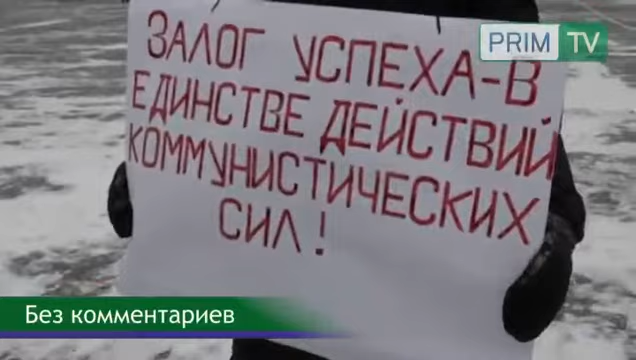 PRIM TV
ЗАЛОГ УСПЕХА-В
ЕДИНСТВЕ ДЕЙСТВИЙ
КОММУНИСТИЧЕСКИХ
СИЛ!
Без комментариев